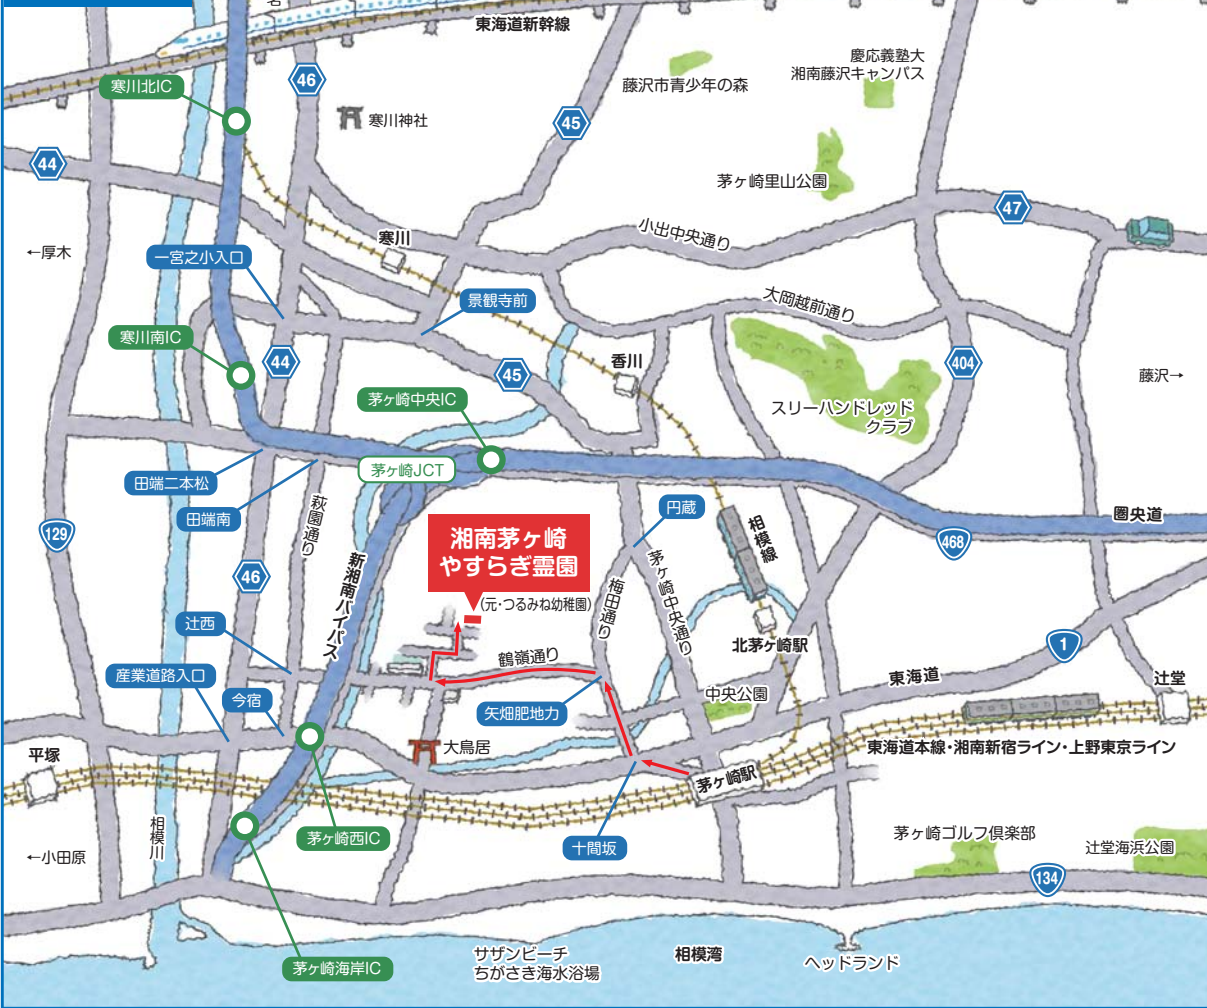 東海道新幹線
寒川北IC
46
寒川神社
45
藤沢市青少年の森
慶応義塾大
湘南藤沢キャンパス
44
茅ヶ崎里山公園
47
←厚木
一宮之小入口
寒川
小出中央通り
景観寺前
大岡越前通り
寒川南IC
44
45
香川
404
藤沢→
茅ヶ崎中央IC
スリーハンドレッド
クラブ
茅ヶ崎JCT
田端二本松
田端南
萩園通り
129
円蔵
相模線
圏央道
468
湘南茅ヶ崎
やすらぎ霊園
(元・つるみね幼稚園)
新湘南バイパス
46
梅田通り
茅ヶ崎中央通り
辻西
鶴嶺通り
北茅ヶ崎駅
1
産業道路入口
今宿
矢畑肥地力
中央公園
東海道
辻堂
平塚
大鳥居
東海道本線・湘南新宿ライン・上野東京ライン
茅ヶ崎駅
相模川
←小田原
茅ヶ崎西IC
十間坂
茅ヶ崎ゴルフ倶楽部
辻堂海浜公園
134
茅ヶ崎海岸IC
サザンビーチ
ちがさき海水浴場
相模湾
ヘッドランド